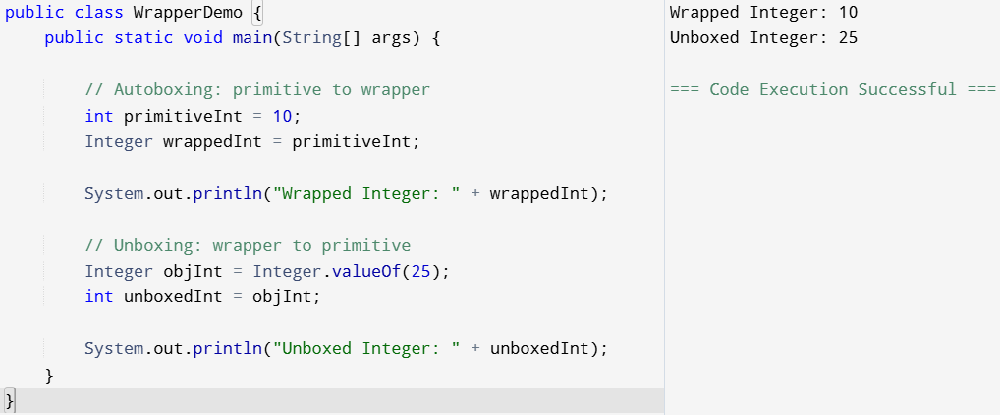 public class WrapperDemo {
    public static void main(String[] args) {

        // Autoboxing: primitive to wrapper
        int primitiveInt = 10;
        Integer wrappedInt = primitiveInt;

        System.out.println("Wrapped Integer: " + wrappedInt);

        // Unboxing: wrapper to primitive
        Integer objInt = Integer.valueOf(25);
        int unboxedInt = objInt;

        System.out.println("Unboxed Integer: " + unboxedInt);
    }
}
Wrapped Integer: 10
Unboxed Integer: 25

=== Code Execution Successful ===